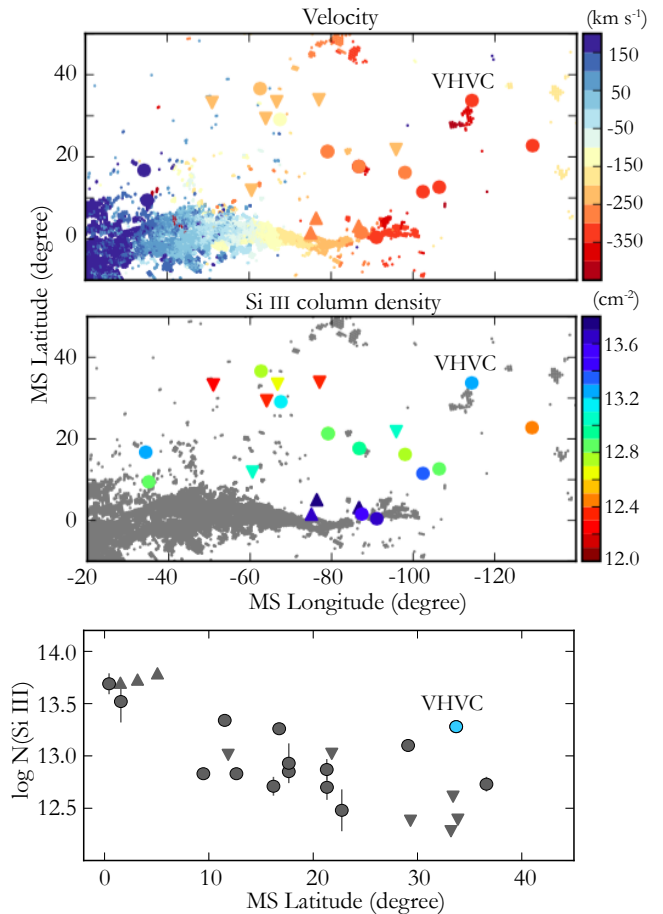 Velocity
(km s⁻¹)
40
20
0
VHVC
150
50
-50
-150
-250
-350
MS Latitude (degree)
Si III column density
(cm⁻²)
40
20
0
VHVC
13.6
13.2
12.8
12.4
12.0
-20 -40 -60 -80 -100 -120
MS Longitude (degree)
14.0
13.5
13.0
12.5
log N(Si III)
VHVC
0 10 20 30 40
MS Latitude (degree)